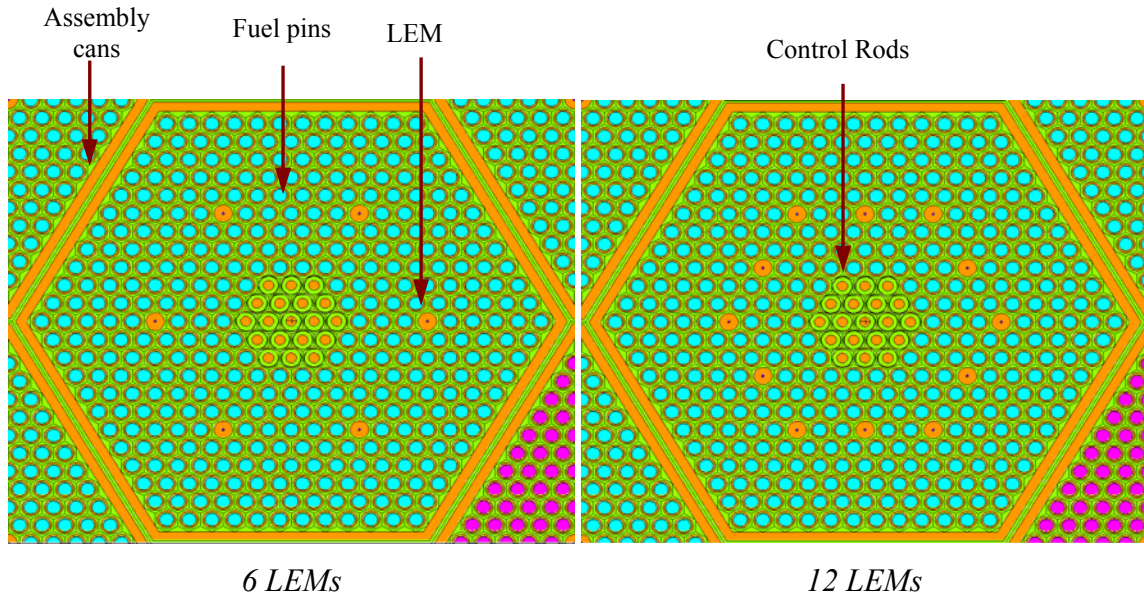 Assembly
cans
Fuel pins
LEM
Control Rods
6 LEMs
12 LEMs